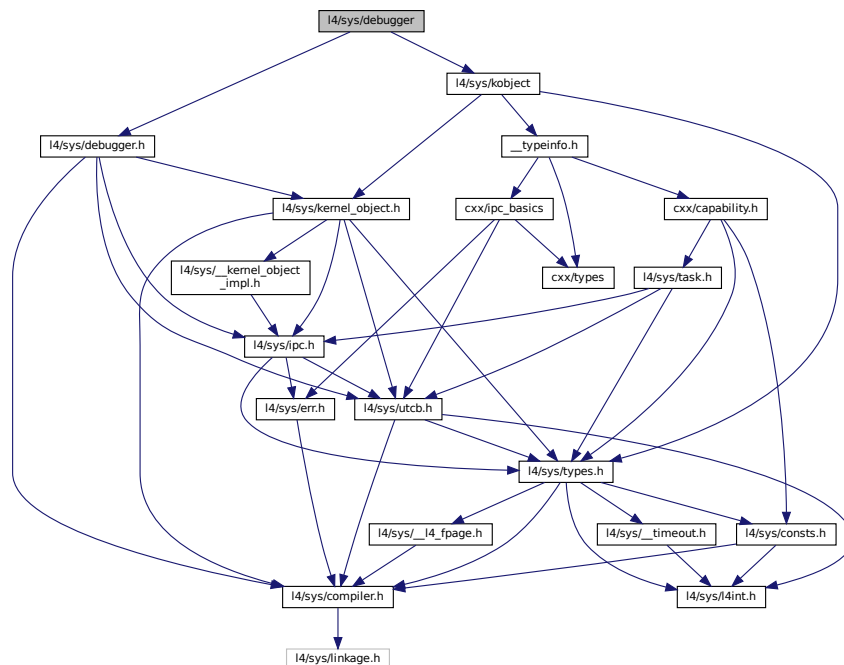 l4/sys/debugger
l4/sys/kobject
l4/sys/debugger.h
__typeinfo.h
l4/sys/kernel_object.h
cxx/ipc_basics
cxx/capability.h
l4/sys/__kernel_object
_impl.h
cxx/types
l4/sys/task.h
l4/sys/ipc.h
l4/sys/err.h
l4/sys/utcb.h
l4/sys/types.h
l4/sys/__l4_fpage.h
l4/sys/__timeout.h
l4/sys/consts.h
l4/sys/compiler.h
l4/sys/l4int.h
l4/sys/linkage.h